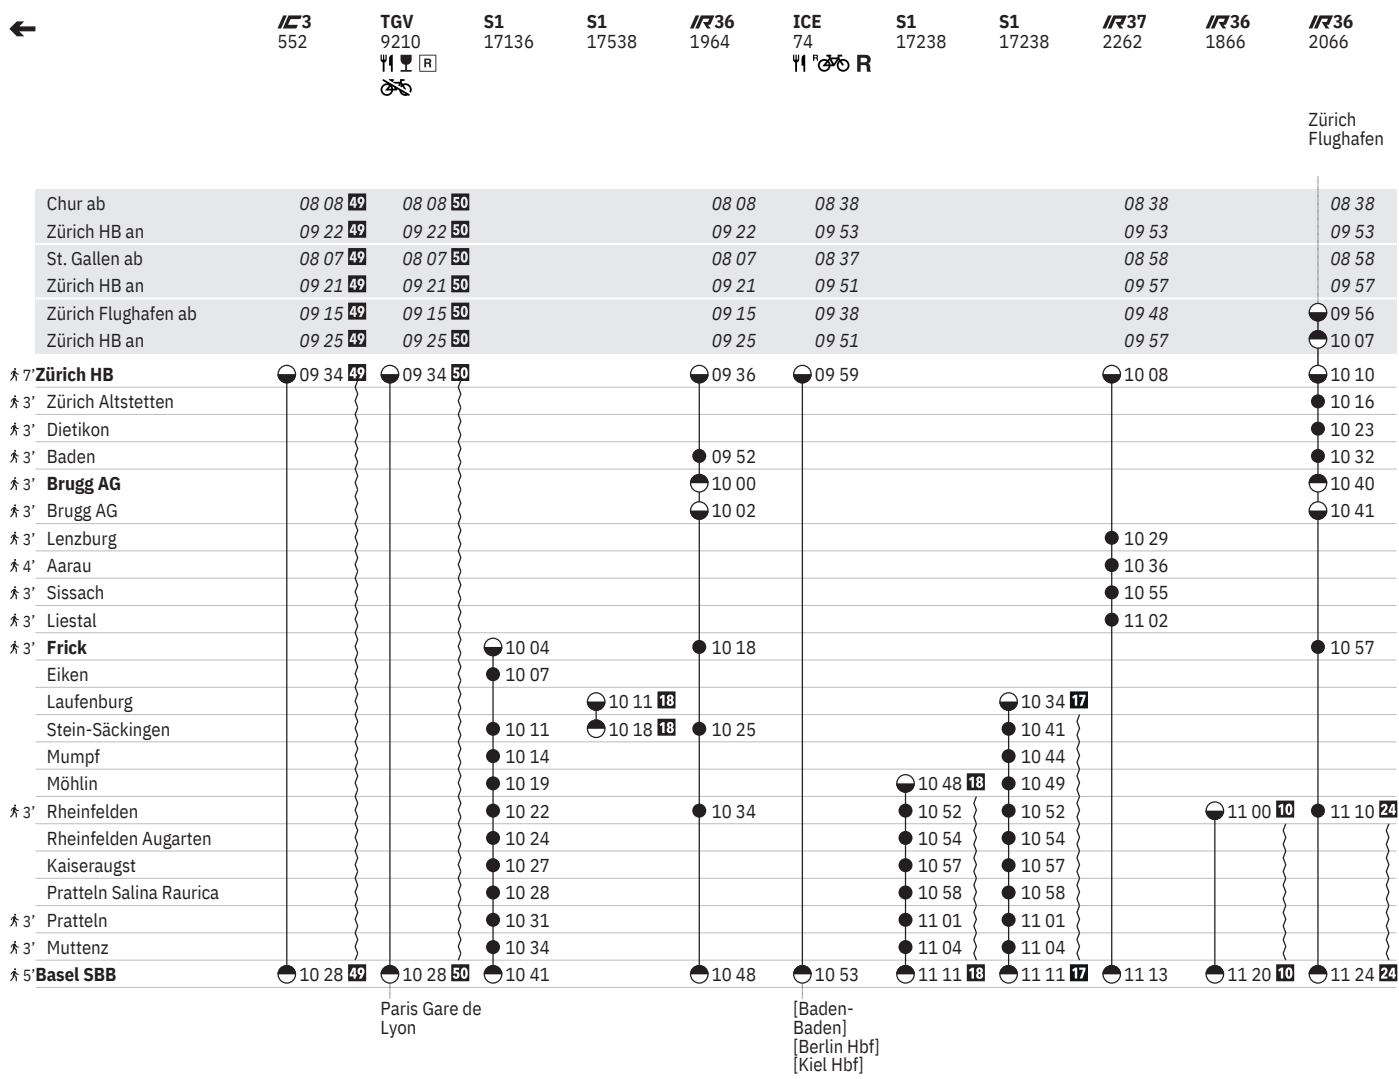 IC3 TGV S1 S1 IR36 ICE S1 S1 IR37 IR36 IR36
552 9210 17136 17538 1964 74 17238 17238 2262 1866 2066
R R R
Zürich
Flughafen
Chur ab 08 08 49 08 08 50 08 08 08 38 08 38 08 38
Zürich HB an 09 22 49 09 22 50 09 22 09 53 09 53 09 53
St. Gallen ab 08 07 49 08 07 50 08 07 08 37 08 58 08 58
Zürich HB an 09 21 49 09 21 50 09 21 09 51 09 57 09 57
Zürich Flughafen ab 09 15 49 09 15 50 09 15 09 38 09 48 09 56
Zürich HB an 09 25 49 09 25 50 09 25 09 51 09 57 10 07
7’ Zürich HB 09 34 49 09 34 50 09 36 09 59 10 08 10 10
3’ Zürich Altstetten 10 16
3’ Dietikon 10 23
3’ Baden 09 52 10 32
3’ Brugg AG 10 00 10 40
3’ Brugg AG 10 02 10 41
3’ Lenzburg 10 29
4’ Aarau 10 36
3’ Sissach 10 55
3’ Liestal 11 02
3’ Frick 10 04 10 18 10 57
Eiken 10 07
Laufenburg 10 11 18 10 34 17
Stein-Säckingen 10 11 10 18 18 10 25 10 41
Mumpf 10 14 10 44
Möhlin 10 19 10 48 18 10 49
3’ Rheinfelden 10 22 10 34 10 52 10 52 11 00 10 11 10 24
Rheinfelden Augarten 10 24 10 54 10 54
Kaiseraugst 10 27 10 57 10 57
Pratteln Salina Raurica 10 28 10 58 10 58
3’ Pratteln 10 31 11 01 11 01
3’ Muttenz 10 34 11 04 11 04
5’ Basel SBB 10 28 49 10 28 50 10 41 10 48 10 53 11 11 18 11 11 17 11 13 11 20 10 11 24 24
Paris Gare de
Lyon
[Baden-
Baden]
[Berlin Hbf]
[Kiel Hbf]